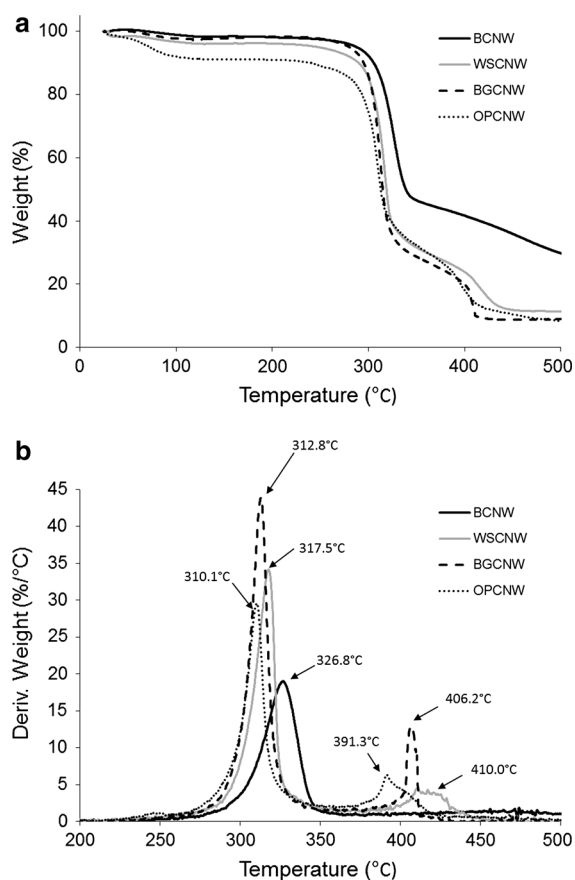 a
100
80
60
40
20
0
Weight (%)
BCNW
WSCNW
BGCNW
OPCNW
0 100 200 300 400 500
Temperature (°C)
b
312.8°C
45
40
35
30
25
20
15
10
5
0
Deriv. Weight (%/°C)
317.5°C
310.1°C
326.8°C
391.3°C
406.2°C
410.0°C
BCNW
WSCNW
BGCNW
OPCNW
200 250 300 350 400 450 500
Temperature (°C)